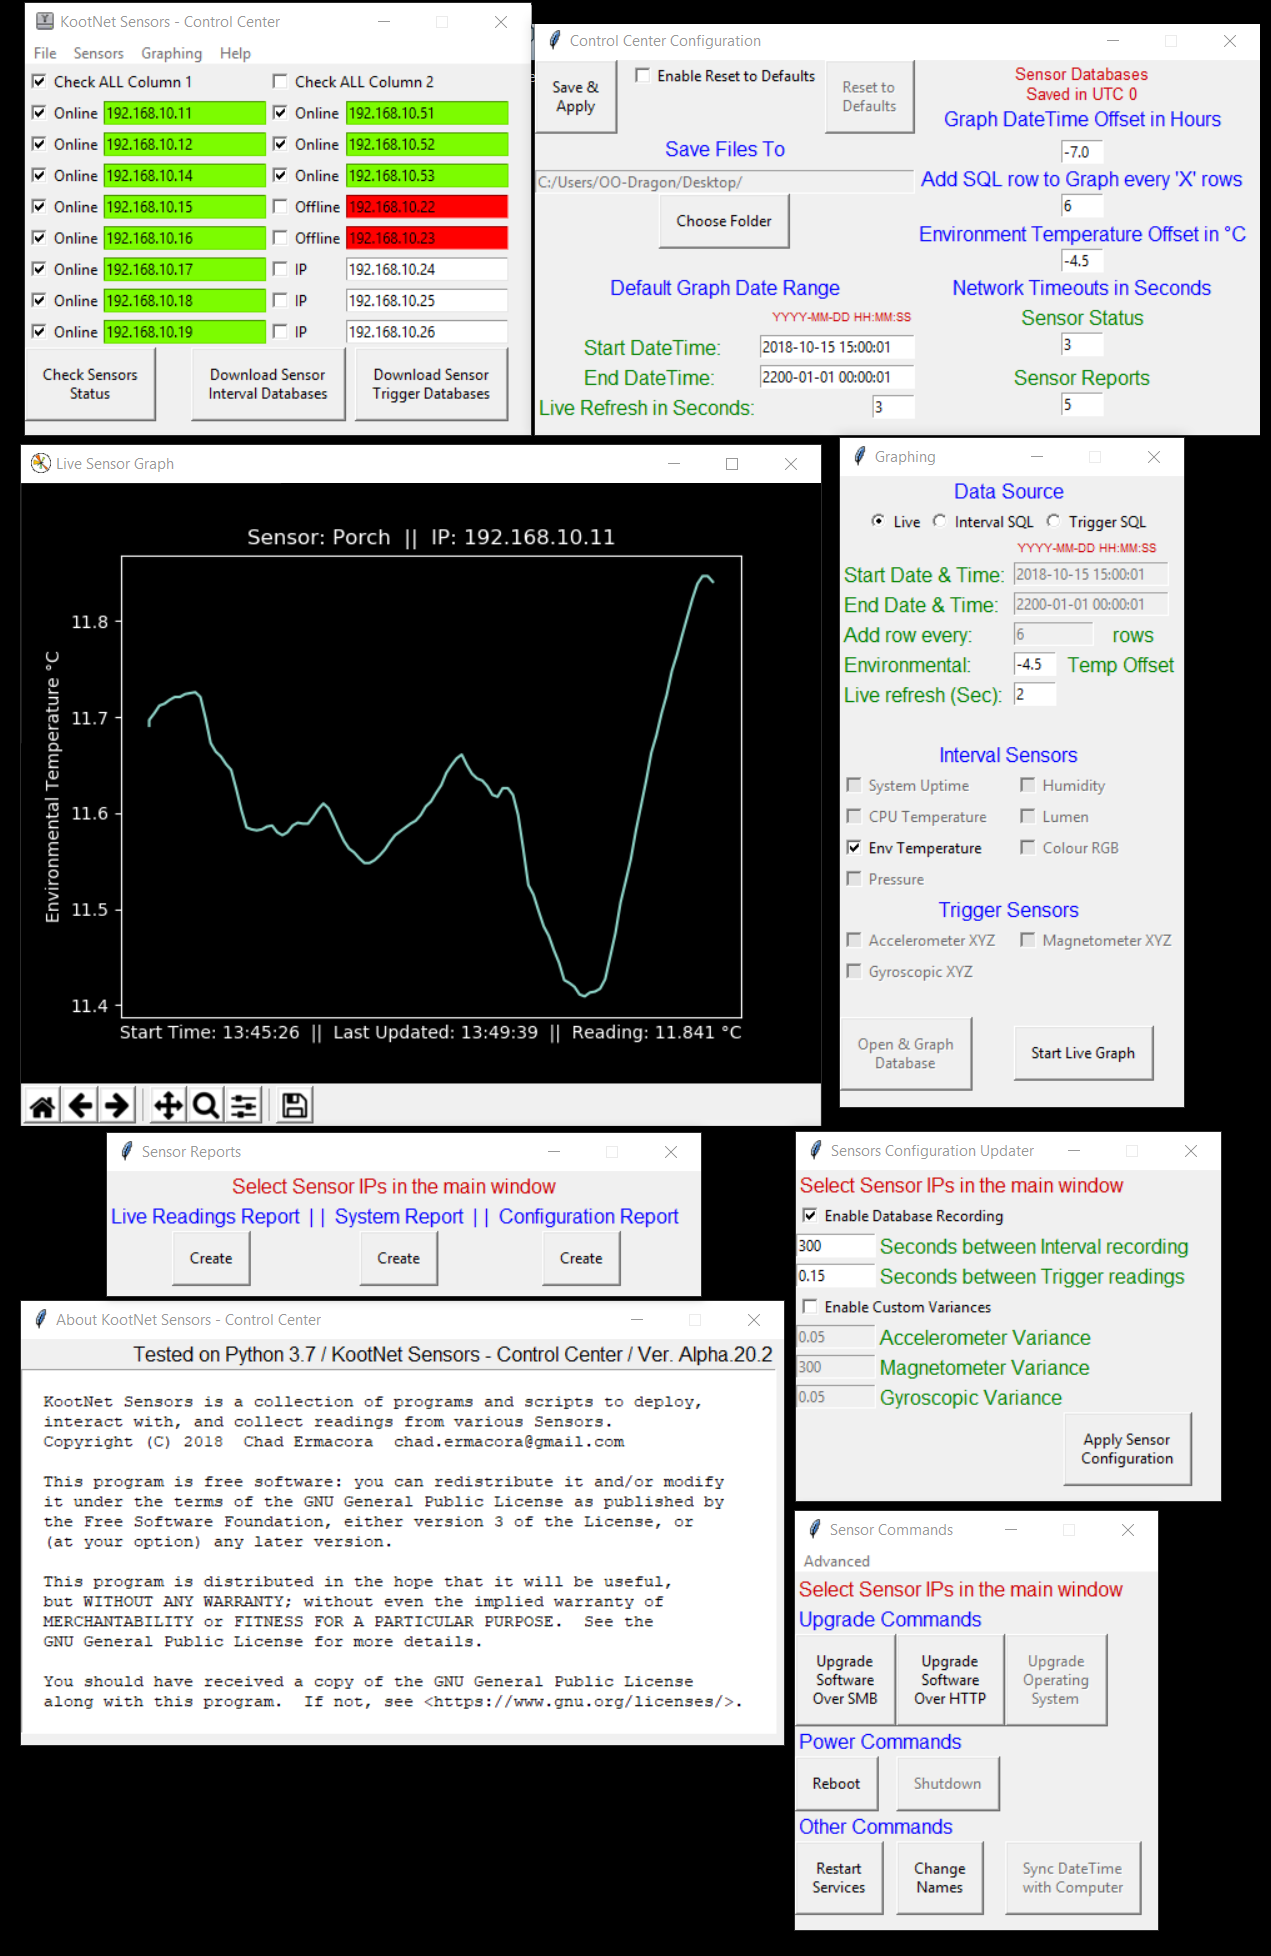 KootNet Sensors - Control Center
File Sensors Graphing Help
Check ALL Column 1 Check ALL Column 2
Online 192.168.10.11 Online 192.168.10.51
Online 192.168.10.12 Online 192.168.10.52
Online 192.168.10.14 Online 192.168.10.53
Online 192.168.10.15 Offline 192.168.10.22
Online 192.168.10.16 Offline 192.168.10.23
Online 192.168.10.17 IP 192.168.10.24
Online 192.168.10.18 IP 192.168.10.25
Online 192.168.10.19 IP 192.168.10.26
Check Sensors
Status
Download Sensor
Interval Databases
Download Sensor
Trigger Databases
Control Center Configuration
Save &
Apply
Enable Reset to Defaults
Reset to
Defaults
Save Files To
C:/Users/OO-Dragon/Desktop/
Choose Folder
Default Graph Date Range
YYYY-MM-DD HH:MM:SS
Start DateTime: 2018-10-15 15:00:01
End DateTime: 2200-01-01 00:00:01
Live Refresh in Seconds: 3
Sensor Databases
Saved in UTC 0
Graph DateTime Offset in Hours
-7.0
Add SQL row to Graph every 'X' rows
6
Environment Temperature Offset in °C
-4.5
Network Timeouts in Seconds
Sensor Status
3
Sensor Reports
5
Live Sensor Graph
Sensor: Porch || IP: 192.168.10.11
Environmental Temperature °C
11.8
11.7
11.6
11.5
11.4
Start Time: 13:45:26 || Last Updated: 13:49:39 || Reading: 11.841 °C
Graphing
Data Source
Live Interval SQL Trigger SQL
YYYY-MM-DD HH:MM:SS
Start Date & Time: 2018-10-15 15:00:01
End Date & Time: 2200-01-01 00:00:01
Add row every: 6 rows
Environmental: -4.5 Temp Offset
Live refresh (Sec): 2
Interval Sensors
System Uptime Humidity
CPU Temperature Lumen
Env Temperature Colour RGB
Pressure
Trigger Sensors
Accelerometer XYZ Magnetometer XYZ
Gyroscopic XYZ
Open & Graph
Database
Start Live Graph
Sensor Reports
Select Sensor IPs in the main window
Live Readings Report || System Report || Configuration Report
Create Create Create
Sensors Configuration Updater
Select Sensor IPs in the main window
Enable Database Recording
300 Seconds between Interval recording
0.15 Seconds between Trigger readings
Enable Custom Variances
0.05 Accelerometer Variance
300 Magnetometer Variance
0.05 Gyroscopic Variance
Apply Sensor
Configuration
About KootNet Sensors - Control Center
Tested on Python 3.7 / KootNet Sensors - Control Center / Ver. Alpha.20.2
KootNet Sensors is a collection of programs and scripts to deploy,
interact with, and collect readings from various Sensors.
Copyright (C) 2018 Chad Ermacora chad.ermacora@gmail.com
This program is free software: you can redistribute it and/or modify
it under the terms of the GNU General Public License as published by
the Free Software Foundation, either version 3 of the License, or
(at your option) any later version.
This program is distributed in the hope that it will be useful,
but WITHOUT ANY WARRANTY; without even the implied warranty of
MERCHANTABILITY or FITNESS FOR A PARTICULAR PURPOSE. See the
GNU General Public License for more details.
You should have received a copy of the GNU General Public License
along with this program. If not, see <https://www.gnu.org/licenses/>.
Sensor Commands
Advanced
Select Sensor IPs in the main window
Upgrade Commands
Upgrade
Software
Over SMB
Upgrade
Software
Over HTTP
Upgrade
Operating
System
Power Commands
Reboot Shutdown
Other Commands
Restart
Services
Change
Names
Sync DateTime
with Computer